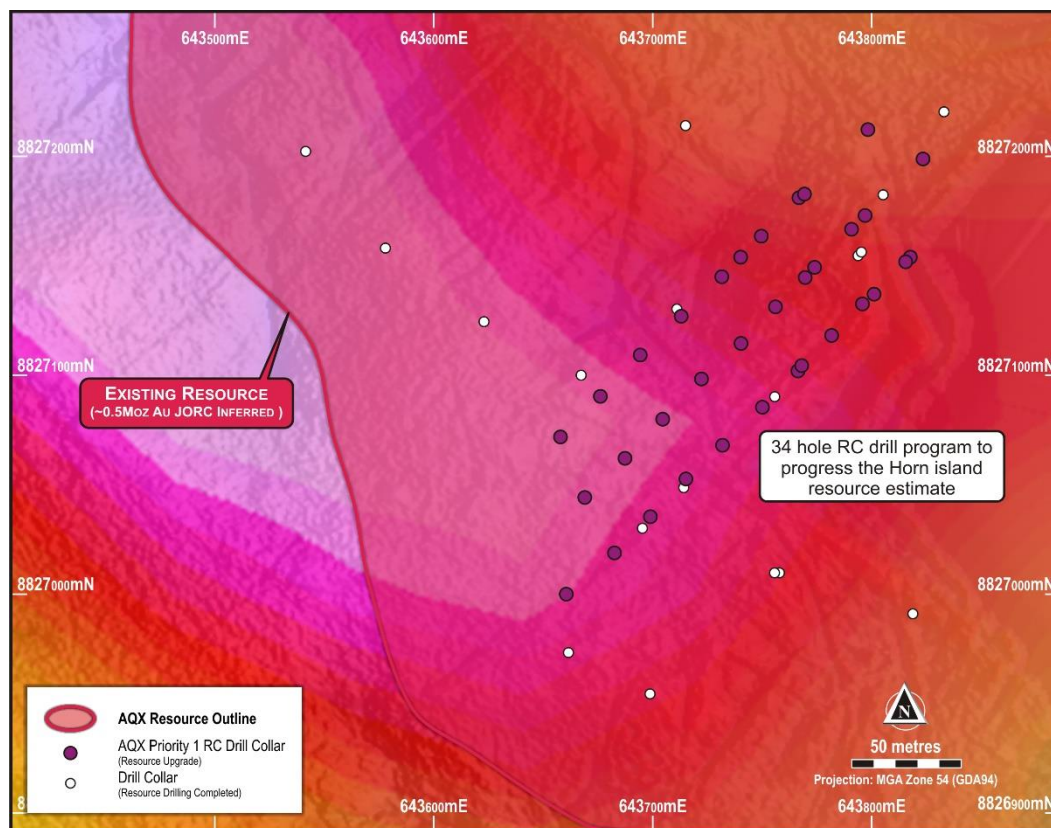 643500mE 643600mE 643700mE 643800mE
8827200mN 8827200mN
EXISTING RESOURCE
(~0.5MOZ AU JORC INFERRED )
8827100mN 8827100mN
34 hole RC drill program to
progress the Horn island
resource estimate
8827000mN 8827000mN
AQX Resource Outline
AQX Priority 1 RC Drill Collar
(Resource Upgrade)
Drill Collar
(Resource Drilling Completed)
N
50 metres
Projection: MGA Zone 54 (GDA94)
643600mE 643700mE 643800mE
8826900mN